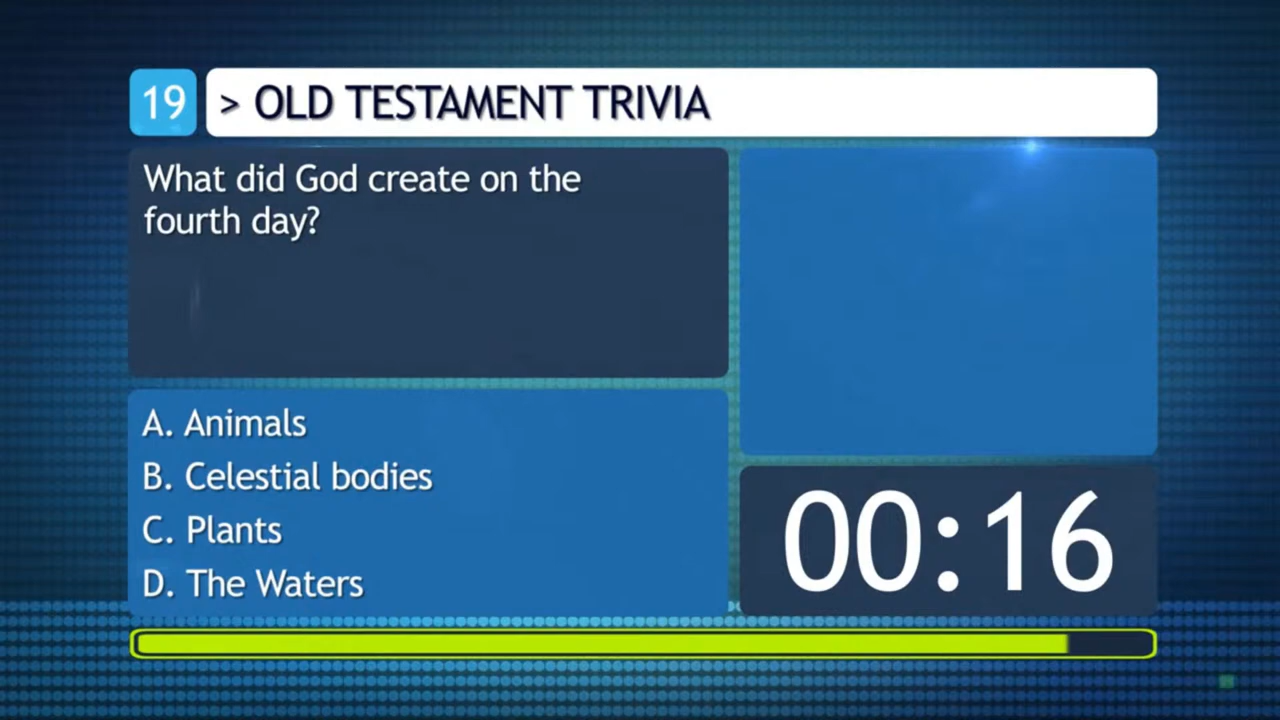 19 > OLD TESTAMENT TRIVIA
What did God create on the
fourth day?
A. Animals
B. Celestial bodies
C. Plants
D. The Waters
00:16